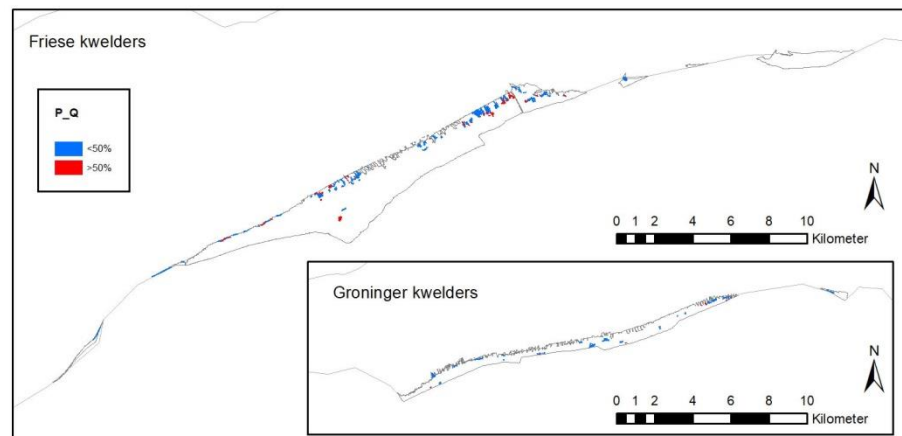 Friese kwelders
P_Q
<50%
>50%
N
0 1 2 4 6 8 10
Kilometer
Groninger kwelders
N
0 1 2 4 6 8 10
Kilometer